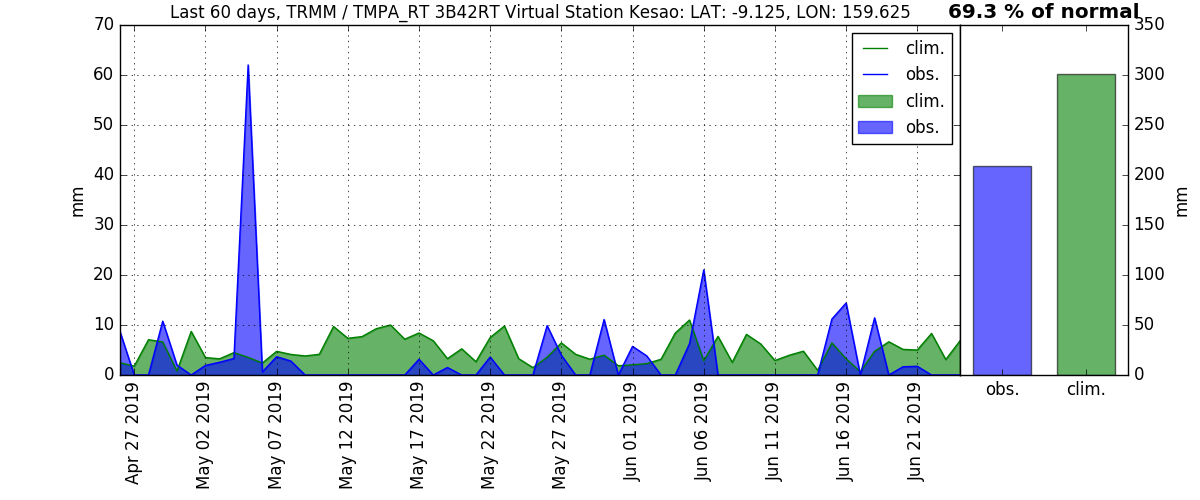 Last 60 days, TRMM / TMPA_RT 3B42RT Virtual Station Kesao: LAT: -9.125, LON: 159.625
69.3 % of normal
70
60
50
40
30
20
10
0
mm
clim.
obs.
clim.
obs.
350
300
250
200
150
100
50
0
mm
Apr 27 2019
May 02 2019
May 07 2019
May 12 2019
May 17 2019
May 22 2019
May 27 2019
Jun 01 2019
Jun 06 2019
Jun 11 2019
Jun 16 2019
Jun 21 2019
obs.
clim.